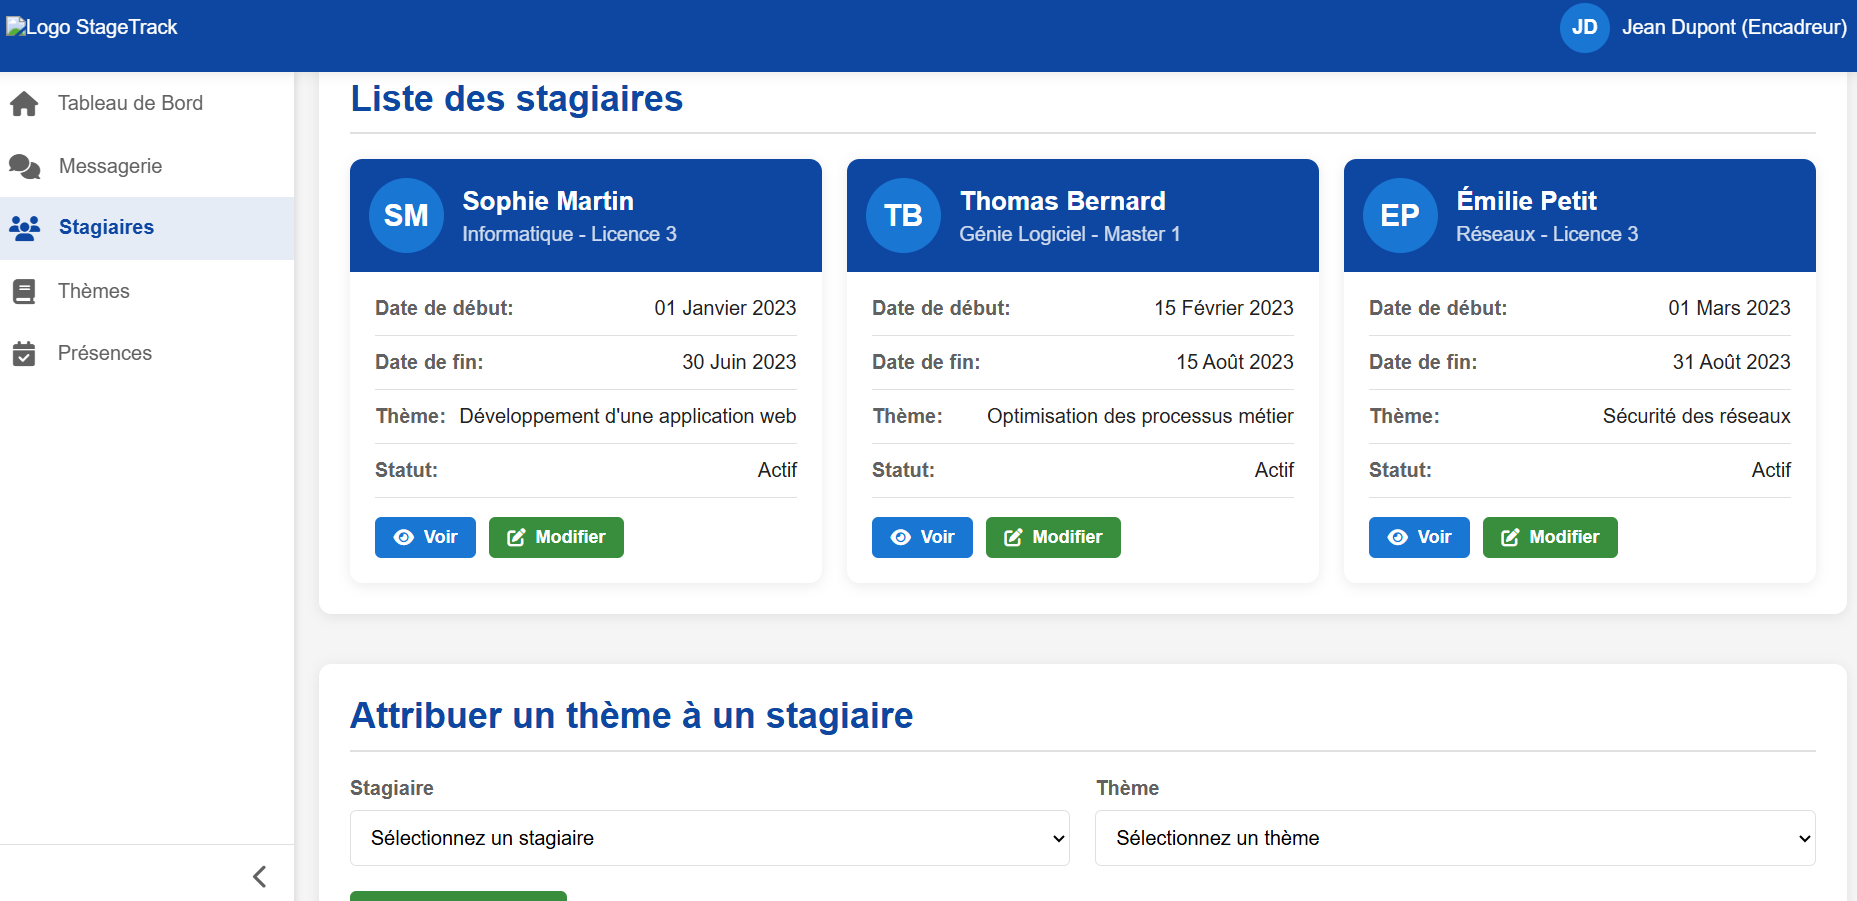 Logo StageTrack
JD Jean Dupont (Encadreur)
Tableau de Bord
Messagerie
Stagiaires
Thèmes
Présences
Liste des stagiaires
SM
Sophie Martin
Informatique - Licence 3
Date de début: 01 Janvier 2023
Date de fin: 30 Juin 2023
Thème: Développement d'une application web
Statut: Actif
Voir Modifier
TB
Thomas Bernard
Génie Logiciel - Master 1
Date de début: 15 Février 2023
Date de fin: 15 Août 2023
Thème: Optimisation des processus métier
Statut: Actif
Voir Modifier
EP
Émilie Petit
Réseaux - Licence 3
Date de début: 01 Mars 2023
Date de fin: 31 Août 2023
Thème: Sécurité des réseaux
Statut: Actif
Voir Modifier
Attribuer un thème à un stagiaire
Stagiaire
Sélectionnez un stagiaire
Thème
Sélectionnez un thème